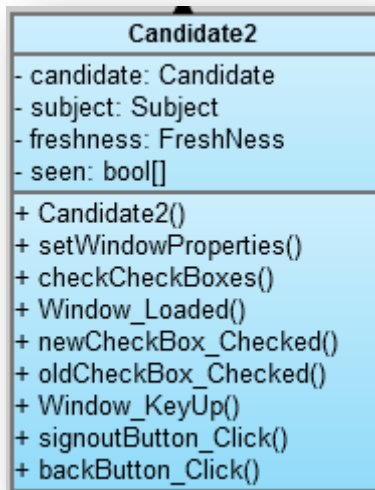 Candidate2
- candidate: Candidate
- subject: Subject
- freshness: FreshNess
- seen: bool[]
+ Candidate2()
+ setWindowProperties()
+ checkCheckBoxes()
+ Window_Loaded()
+ newCheckBox_Checked()
+ oldCheckBox_Checked()
+ Window_KeyUp()
+ signoutButton_Click()
+ backButton_Click()